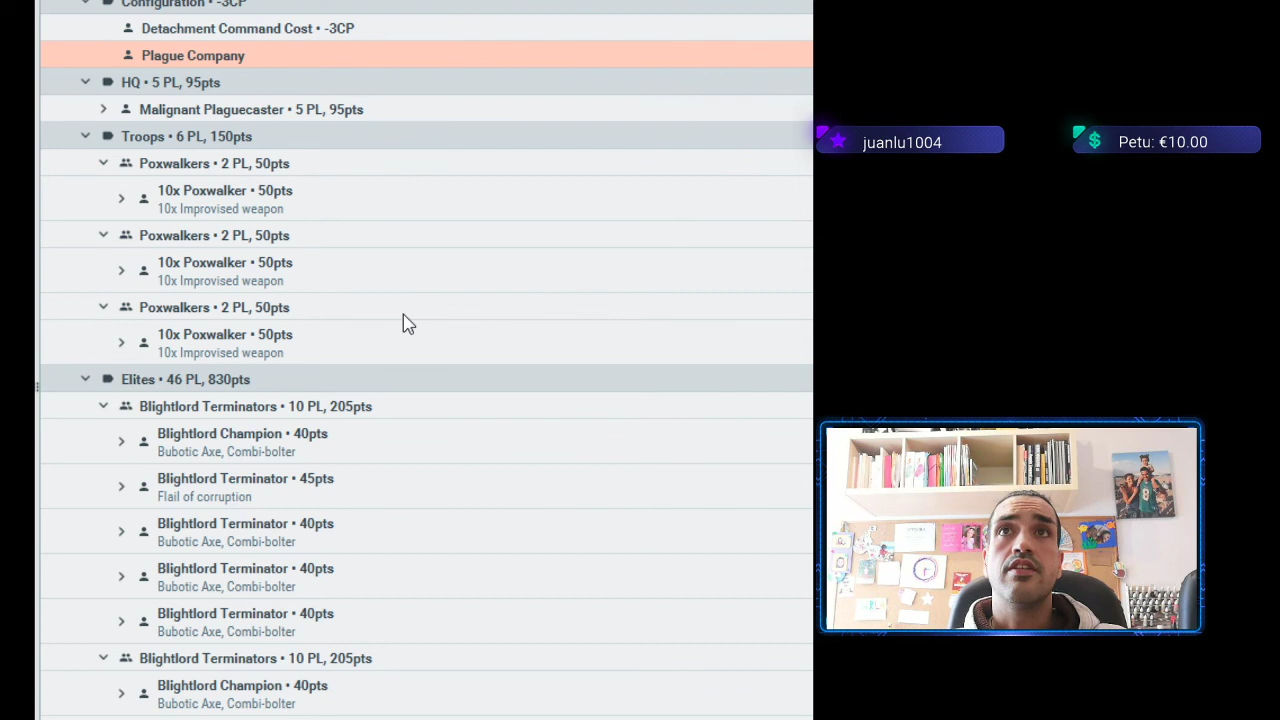 Configuration • -3CP
Detachment Command Cost • -3CP
Plague Company
HQ • 5 PL, 95pts
Malignant Plaguecaster • 5 PL, 95pts
Troops • 6 PL, 150pts
Poxwalkers • 2 PL, 50pts
10x Poxwalker • 50pts
10x Improvised weapon
Poxwalkers • 2 PL, 50pts
10x Poxwalker • 50pts
10x Improvised weapon
Poxwalkers • 2 PL, 50pts
10x Poxwalker • 50pts
10x Improvised weapon
Elites • 46 PL, 830pts
Blightlord Terminators • 10 PL, 205pts
Blightlord Champion • 40pts
Bubotic Axe, Combi-bolter
Blightlord Terminator • 45pts
Flail of corruption
Blightlord Terminator • 40pts
Bubotic Axe, Combi-bolter
Blightlord Terminator • 40pts
Bubotic Axe, Combi-bolter
Blightlord Terminator • 40pts
Bubotic Axe, Combi-bolter
Blightlord Terminators • 10 PL, 205pts
Blightlord Champion • 40pts
Bubotic Axe, Combi-bolter
juanlu1004
Petu: €10.00
8